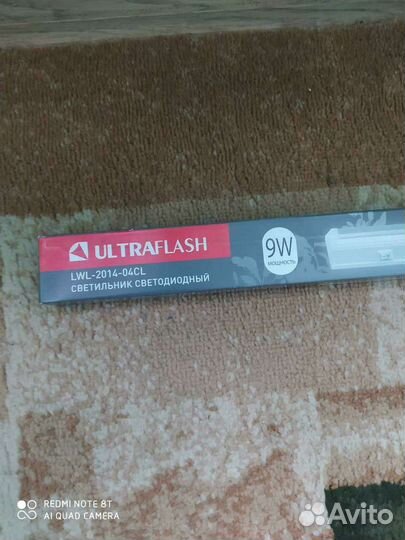 ULTRAFLASH
LWL-2014-04CL
СВЕТИЛЬНИК СВЕТОДИОДНЫЙ
9W
МОЩНОСТЬ
REDMI NOTE 8T
AI QUAD CAMERA
Avito